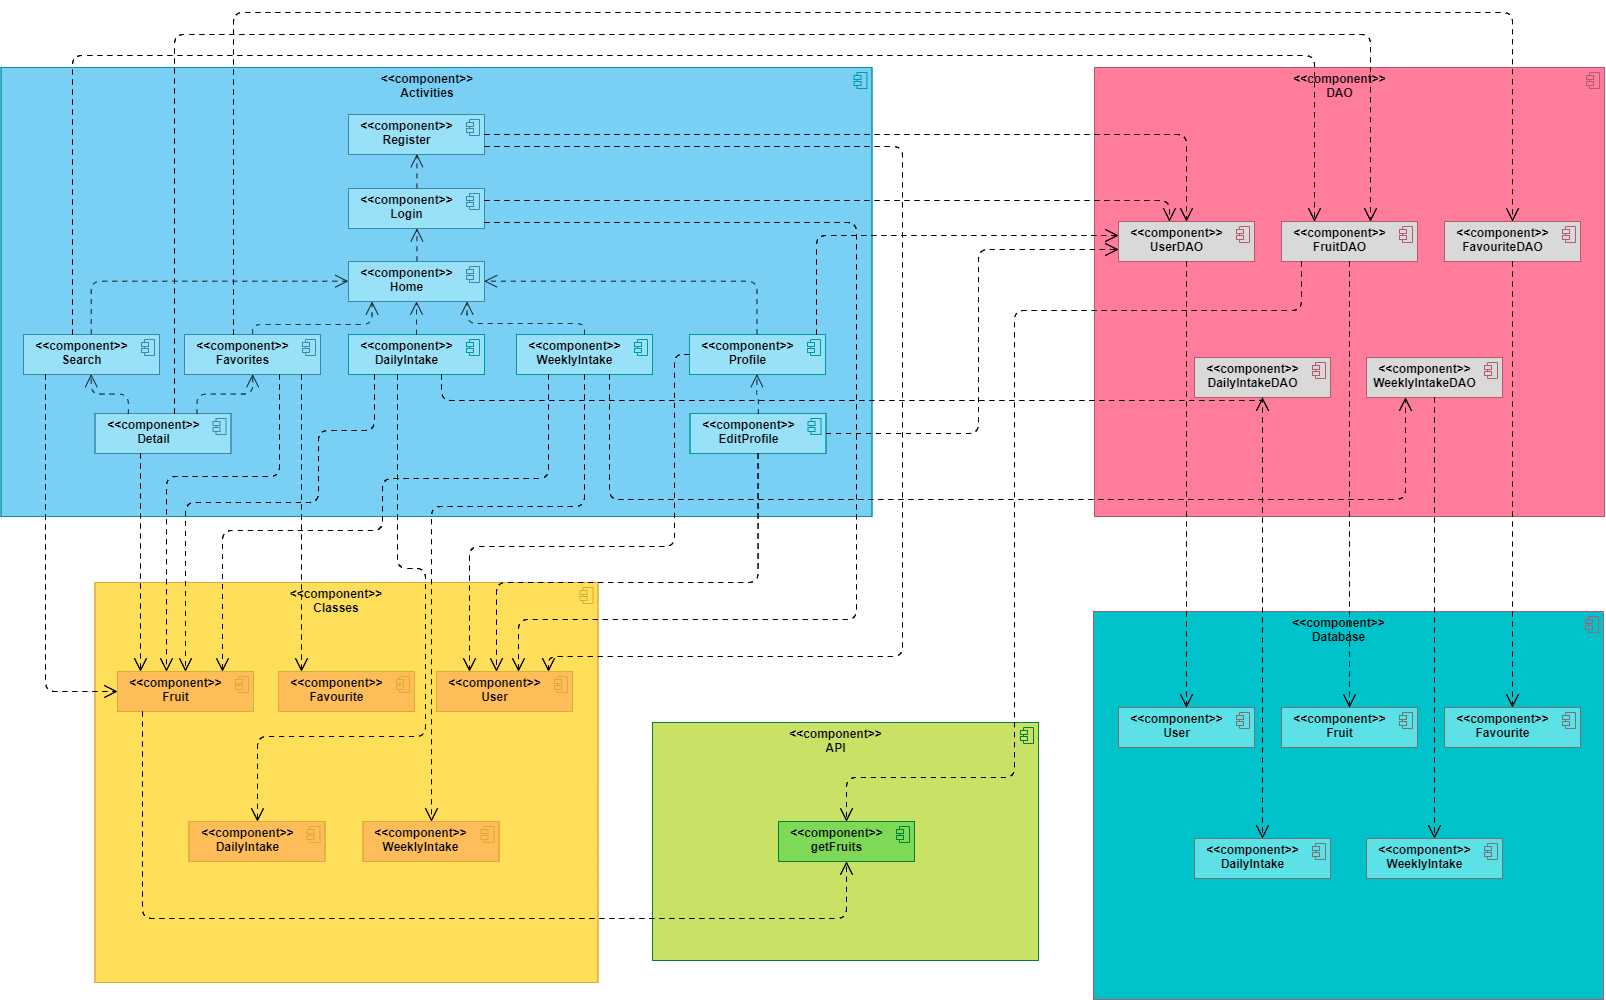 <<component>>
Activities
<<component>>
DAO
<<component>>
Register
<<component>>
Login
<<component>>
UserDAO
<<component>>
FruitDAO
<<component>>
FavouriteDAO
<<component>>
Home
<<component>>
Search
<<component>>
Favorites
<<component>>
DailyIntake
<<component>>
WeeklyIntake
<<component>>
Profile
<<component>>
DailyIntakeDAO
<<component>>
WeeklyIntakeDAO
<<component>>
Detail
<<component>>
EditProfile
<<component>>
Classes
<<component>>
Database
<<component>>
Fruit
<<component>>
Favourite
<<component>>
User
<<component>>
User
<<component>>
Fruit
<<component>>
Favourite
<<component>>
API
<<component>>
DailyIntake
<<component>>
WeeklyIntake
<<component>>
getFruits
<<component>>
DailyIntake
<<component>>
WeeklyIntake